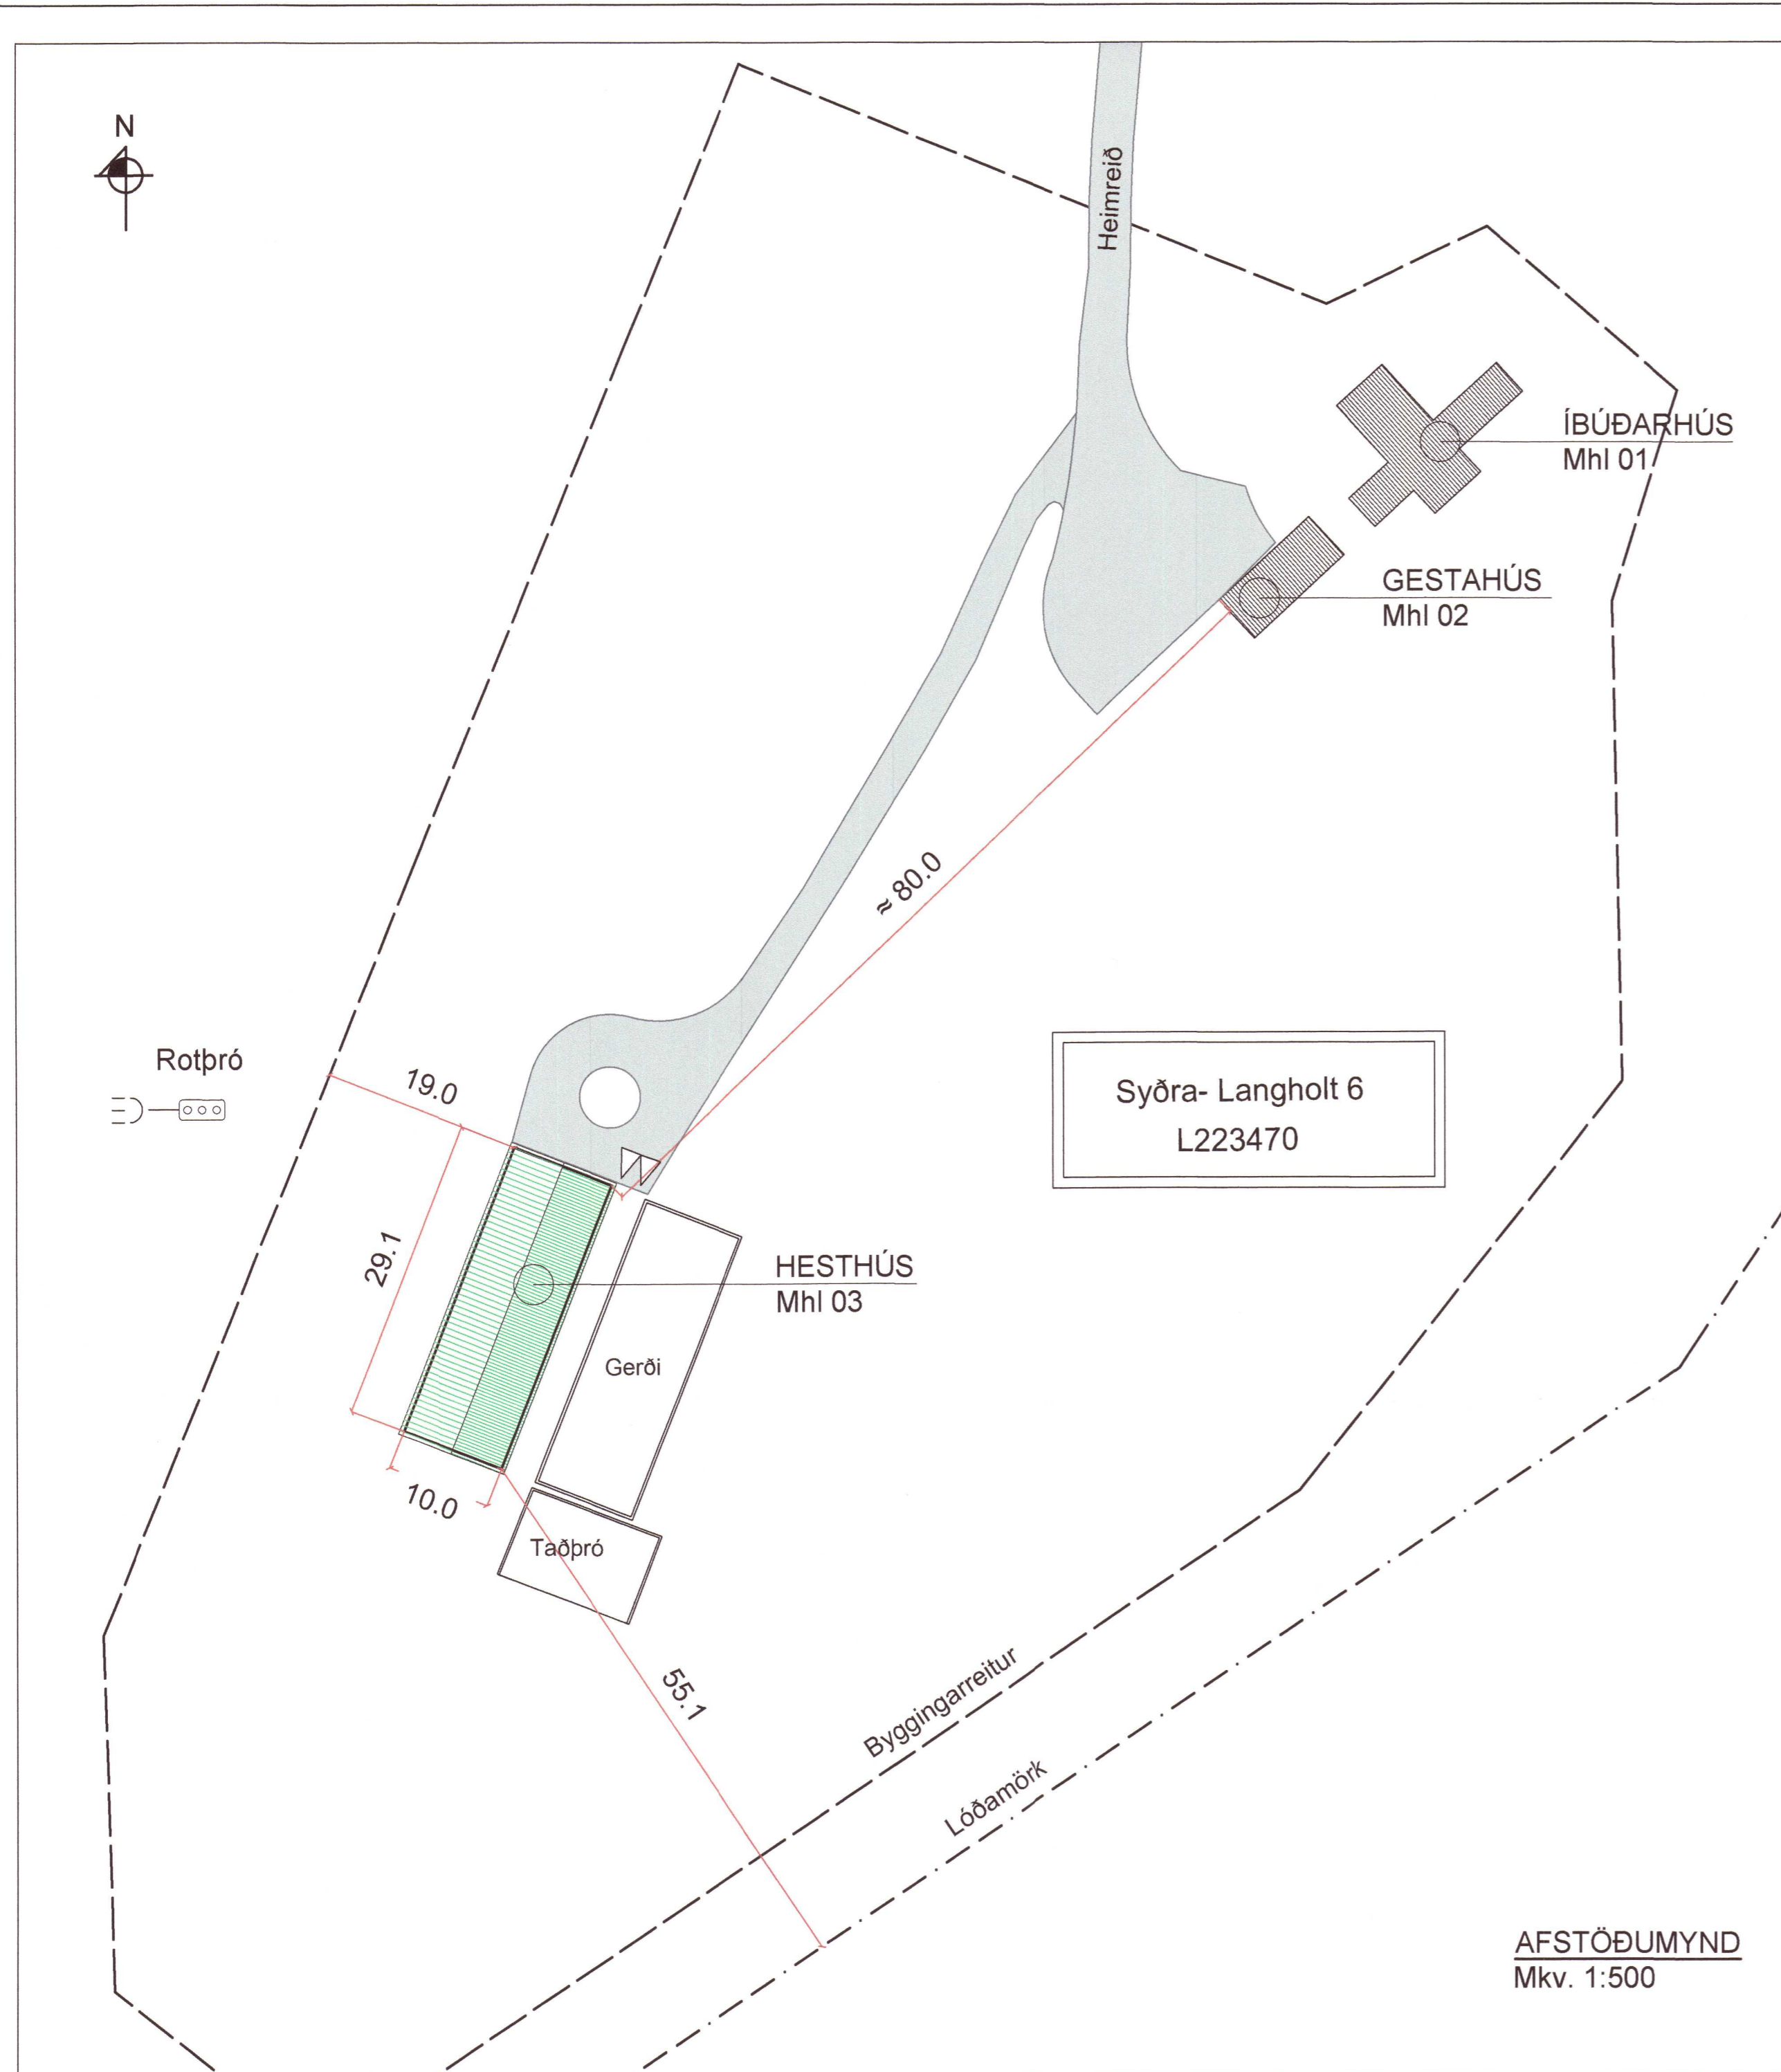 N
Heimreið
ÍBÚÐARHÚS
Mhl 01
GESTAHÚS
Mhl 02
≈ 80.0
Rotþró
19.0
Syðra- Langholt 6
L223470
29.1
HESTHÚS
Mhl 03
Gerði
10.0
Taðþró
55.1
Byggingarreitur
Lóðamörk
AFSTÖÐUMYND
Mkv. 1:500